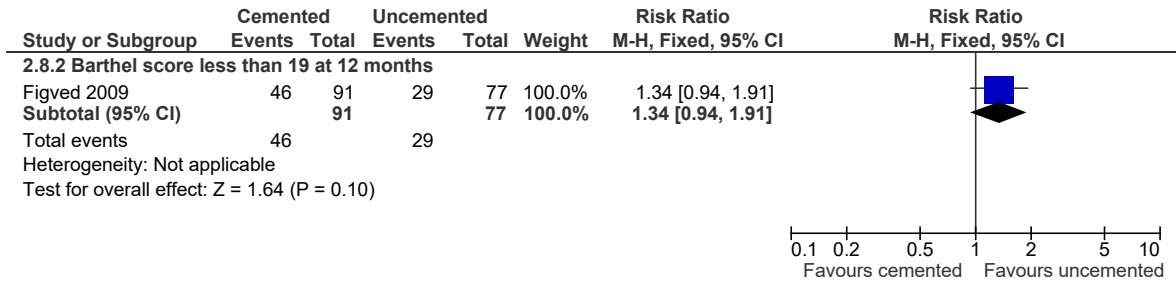 Cemented Uncemented Risk Ratio Risk Ratio
Study or Subgroup Events Total Events Total Weight M-H, Fixed, 95% CI M-H, Fixed, 95% CI
2.8.2 Barthel score less than 19 at 12 months
Figved 2009 46 91 29 77 100.0% 1.34 [0.94, 1.91]
Subtotal (95% CI) 91 77 100.0% 1.34 [0.94, 1.91]
Total events 46 29
Heterogeneity: Not applicable
Test for overall effect: Z = 1.64 (P = 0.10)
0.1 0.2 0.5 1 2 5 10
Favours cemented Favours uncemented